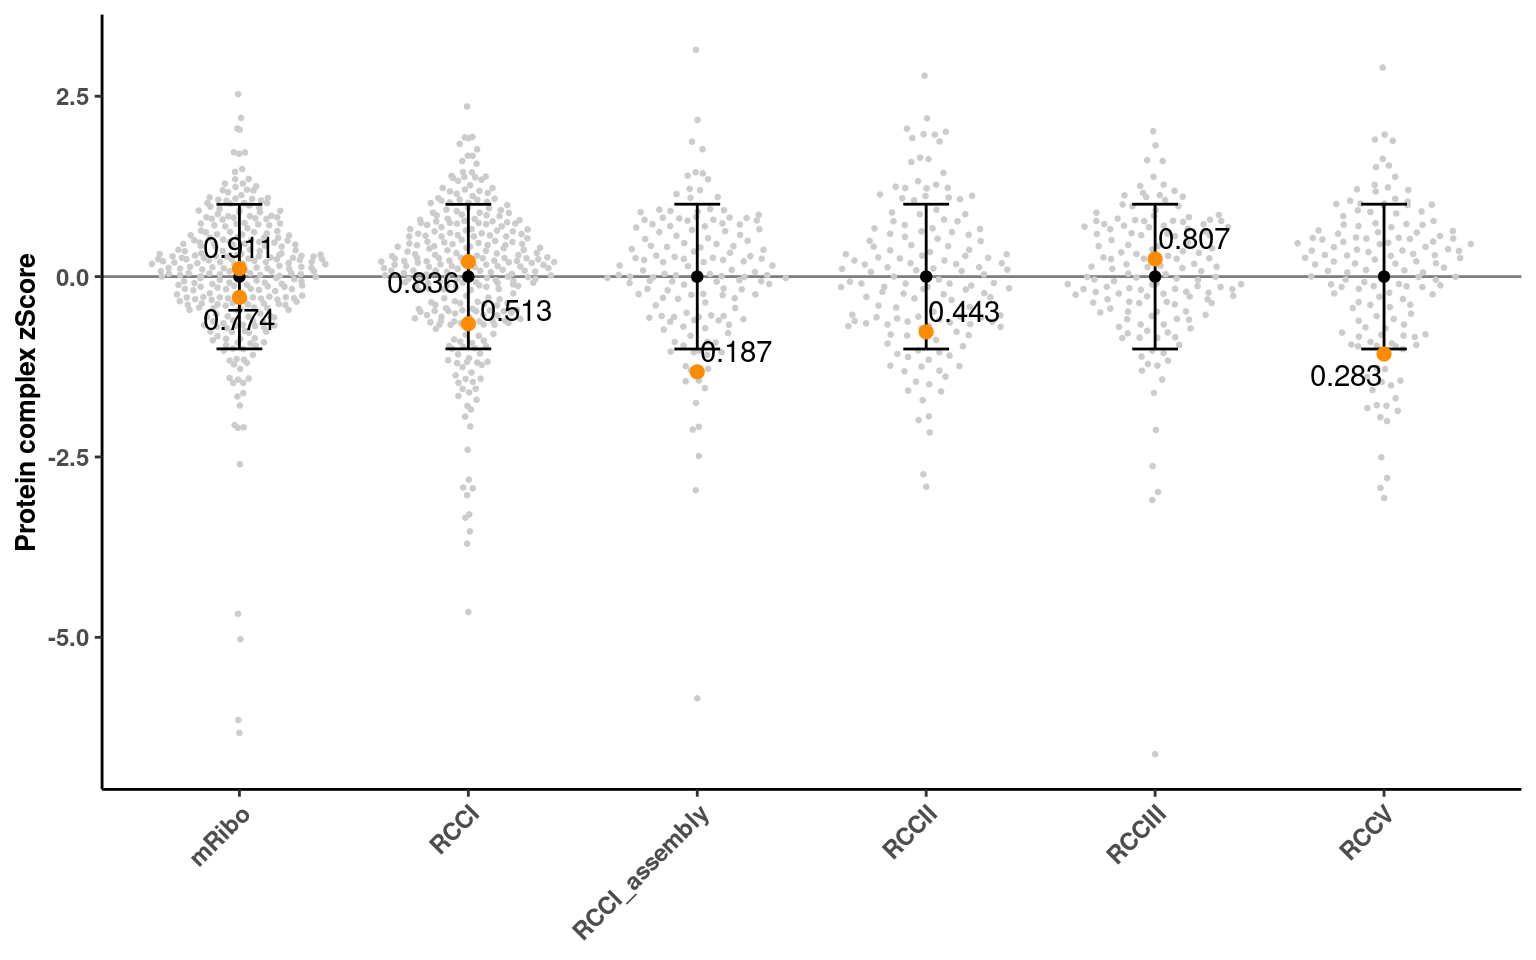 Protein complex zScore
2.5
0.0
-2.5
-5.0
0.911
0.774
0.836
0.513
0.187
0.443
0.807
0.283
mRibo
RCCI
RCCI_assembly
RCCII
RCCIII
RCCV